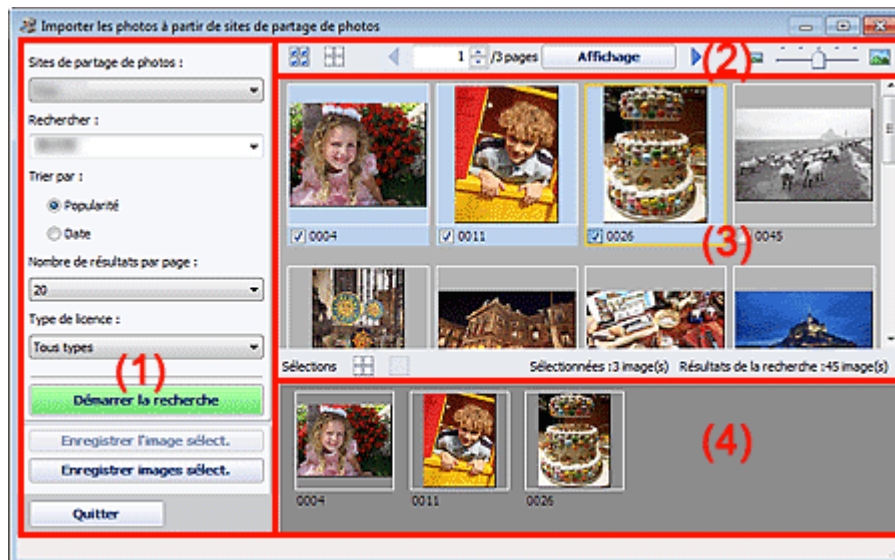 Importer les photos à partir de sites de partage de photos
Sites de partage de photos :
Rechercher :
Trier par :
Popularité
Date
Nombre de résultats par page :
20
Type de licence :
Tous types
(1)
Démarrer la recherche
Enregistrer l'image sélect.
Enregistrer images sélect.
Quitter
1 /3 pages Affichage
(2)
0004 0011 0026 0045
(3)
Sélections Sélectionnées :3 image(s) Résultats de la recherche :45 image(s)
0004 0011 0026
(4)